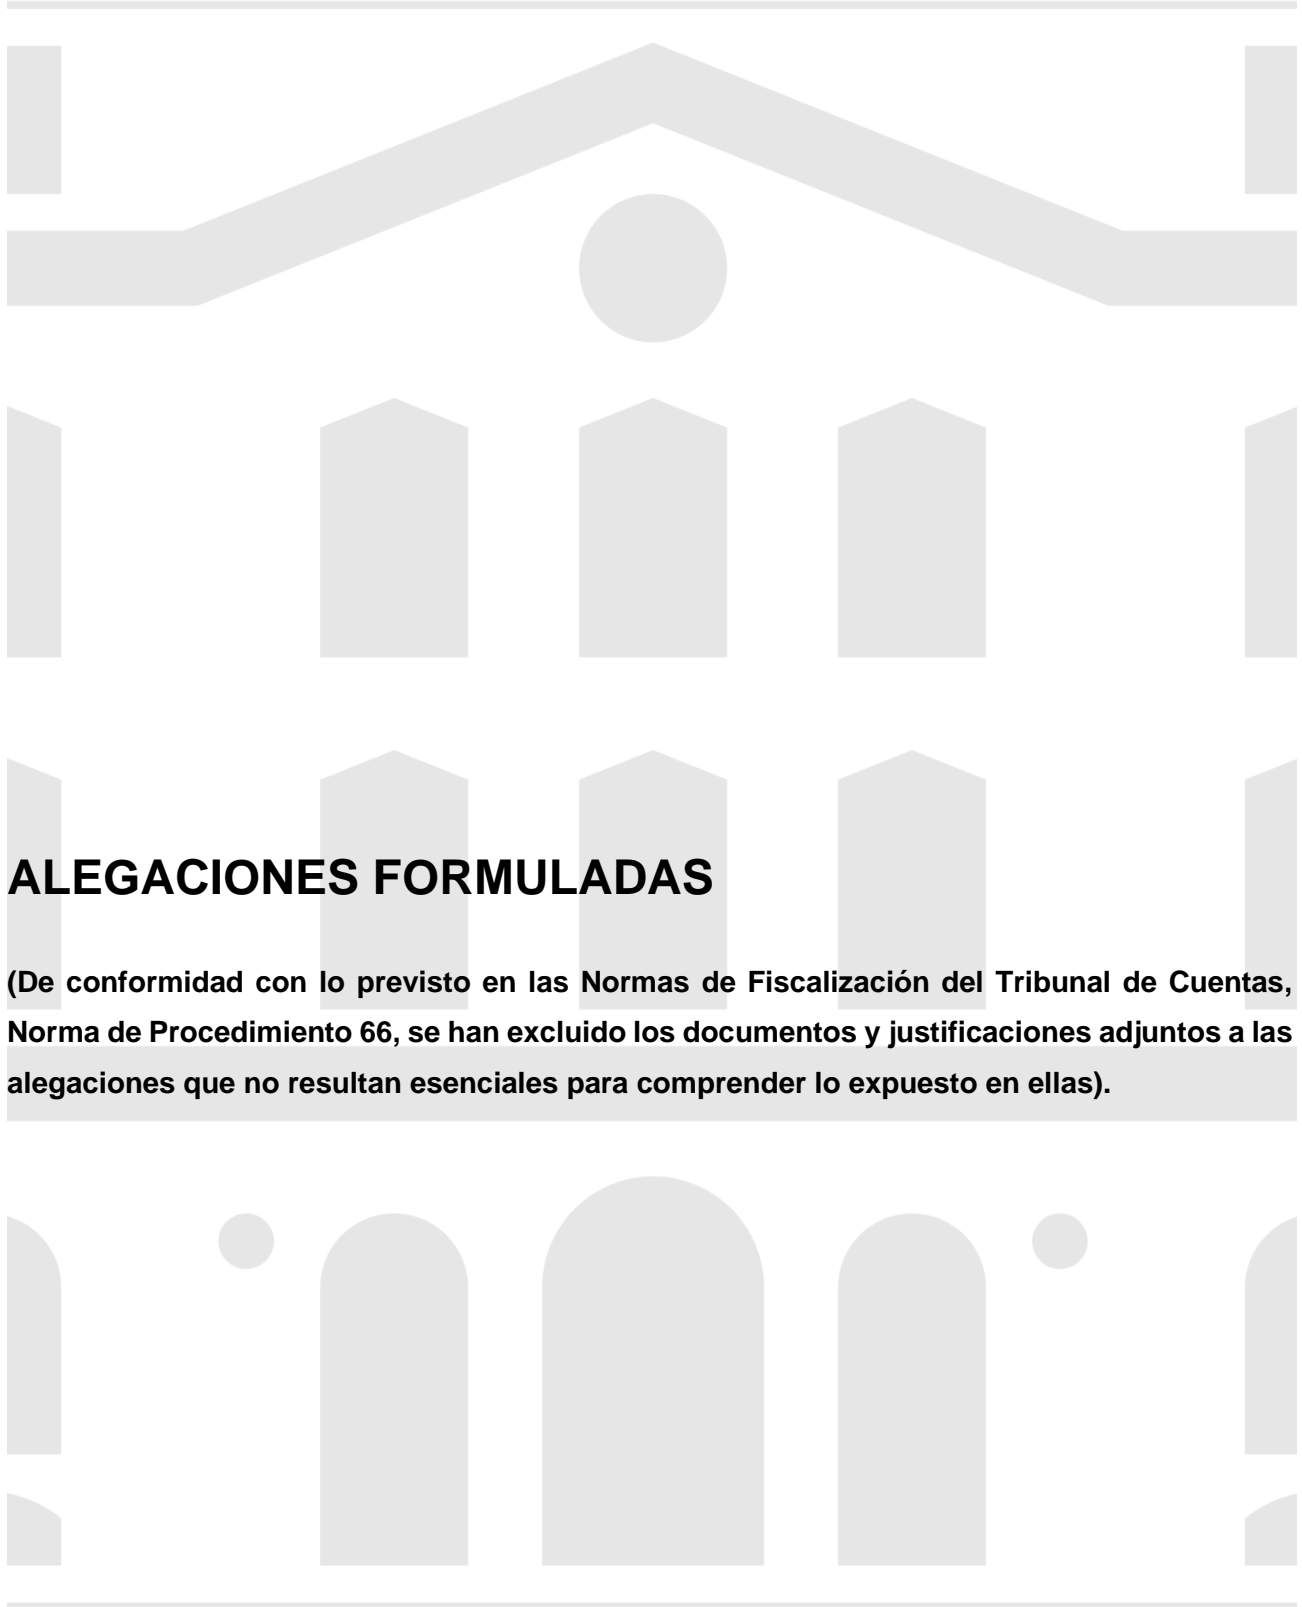 ALEGACIONES FORMULADAS
(De conformidad con lo previsto en las Normas de Fiscalización del Tribunal de Cuentas,
Norma de Procedimiento 66, se han excluido los documentos y justificaciones adjuntos a las
alegaciones que no resultan esenciales para comprender lo expuesto en ellas).